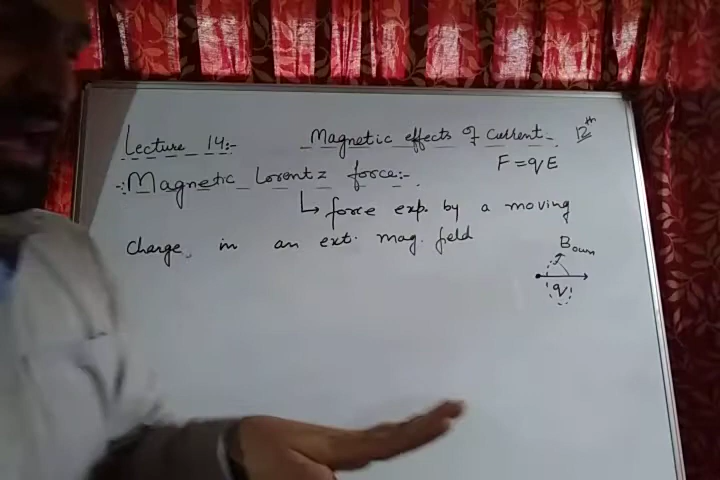 Lecture 14:- Magnetic effects of current. 12th
F = qE
-: Magnetic Lorentz force:-
↳ force exp. by a moving
charge, in an ext. mag. field
B own
q